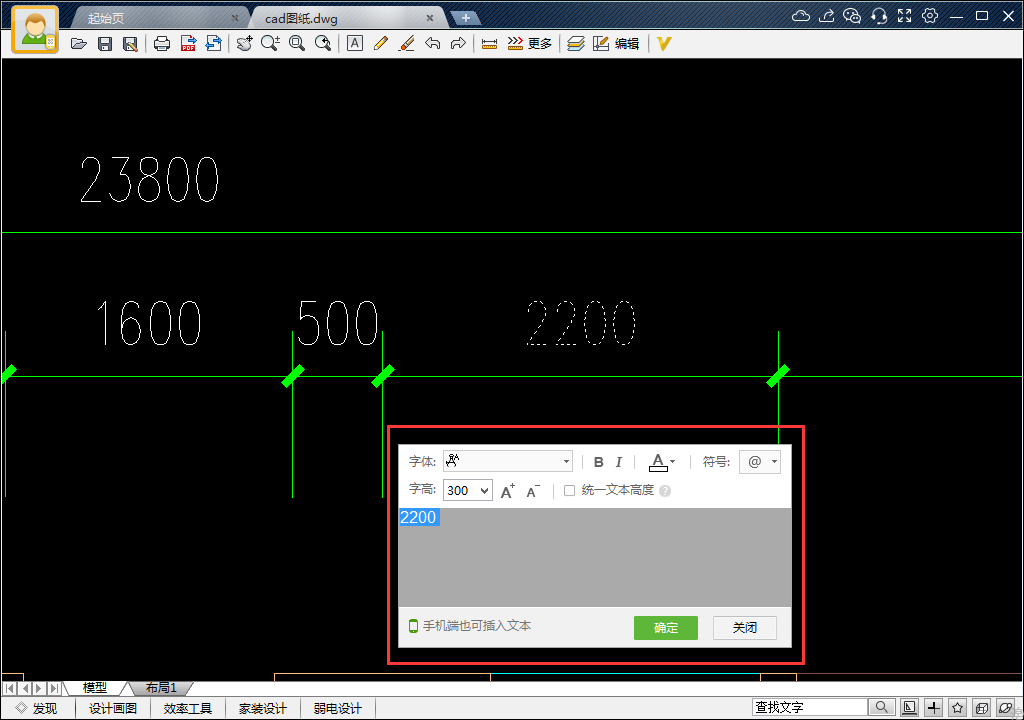 起始页
cad图纸.dwg
PDF
A
更多
编辑
23800
1600 500 2200
字体: B I A 符号: @
字高: 300 A+ A- 统一文本高度 ?
2200
手机端也可插入文本 确定 关闭
模型 布局1
发现 设计画图 效率工具 家装设计 弱电设计 查找文字